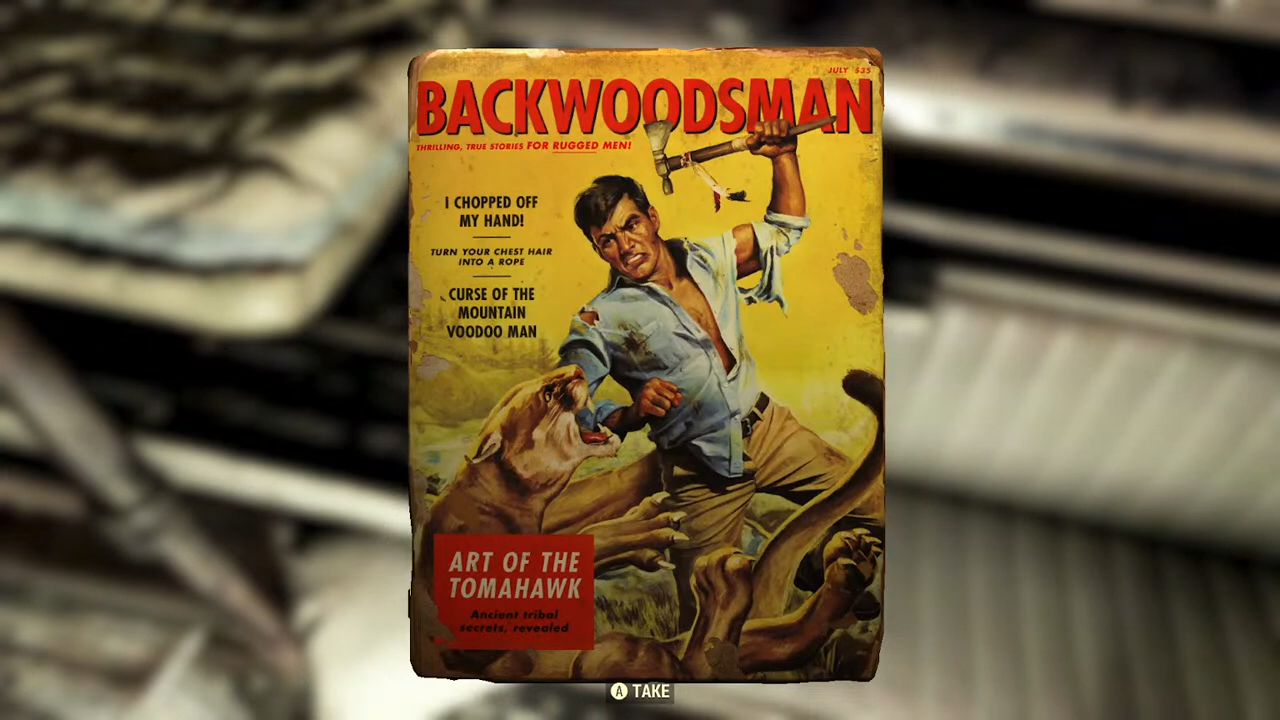 JULY $35
BACKWOODSMAN
THRILLING, TRUE STORIES FOR RUGGED MEN!
I CHOPPED OFF
MY HAND!
TURN YOUR CHEST HAIR
INTO A ROPE
CURSE OF THE
MOUNTAIN
VOODOO MAN
ART OF THE
TOMAHAWK
Ancient tribal
secrets, revealed
A TAKE